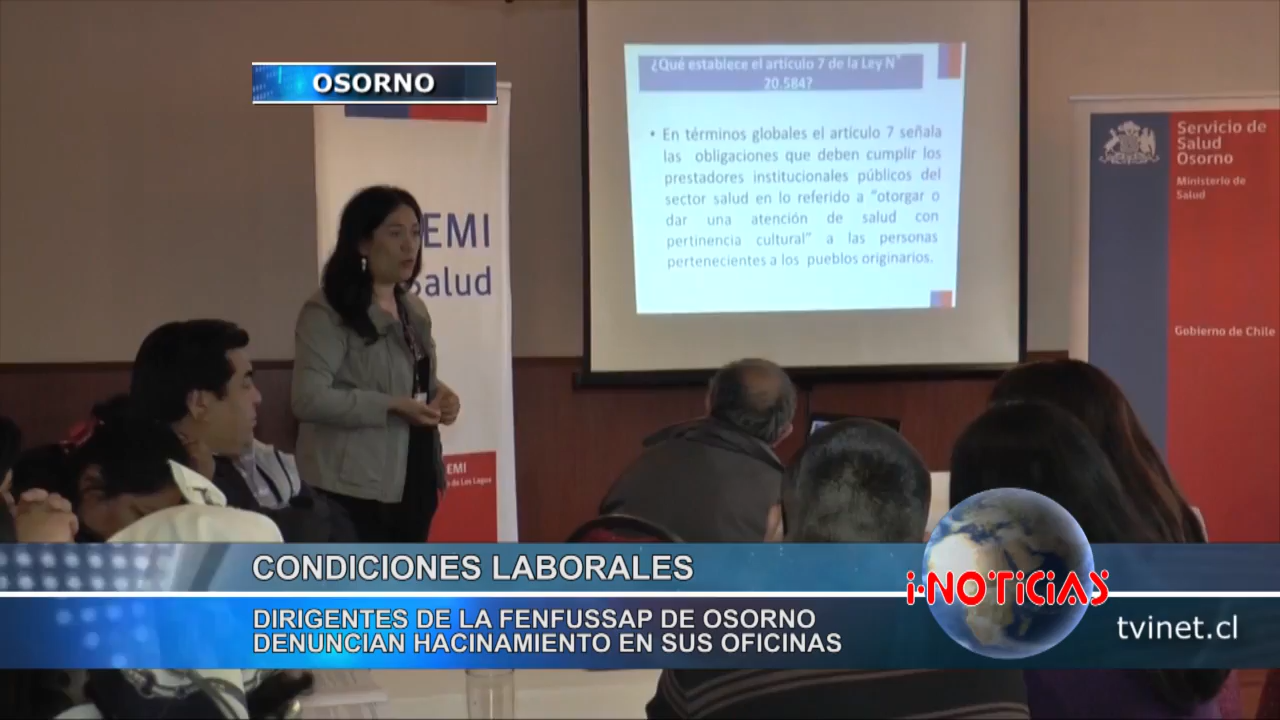 OSORNO
¿Qué establece el artículo 7 de la Ley N°
20.584?
• En términos globales el artículo 7 señala
las obligaciones que deben cumplir los
prestadores institucionales públicos del
sector salud en lo referido a “otorgar o
dar una atención de salud con
pertinencia cultural” a las personas
pertenecientes a los pueblos originarios.
EMI
Salud
EMI
de Los Lagos
Servicio de
Salud
Osorno
Ministerio de
Salud
Gobierno de Chile
CONDICIONES LABORALES
DIRIGENTES DE LA FENFUSSAP DE OSORNO
DENUNCIAN HACINAMIENTO EN SUS OFICINAS
i-NOTiCiAS
tvinet.cl